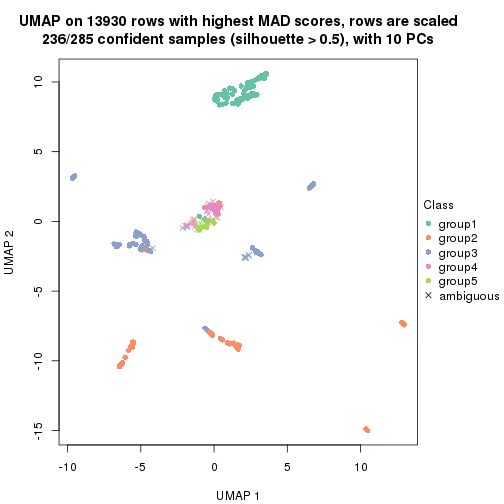 UMAP on 13930 rows with highest MAD scores, rows are scaled
236/285 confident samples (silhouette > 0.5), with 10 PCs
10
5
0
-5
-10
-15
UMAP 2
-10
-5
0
5
10
UMAP 1
Class
group1
group2
group3
group4
group5
ambiguous